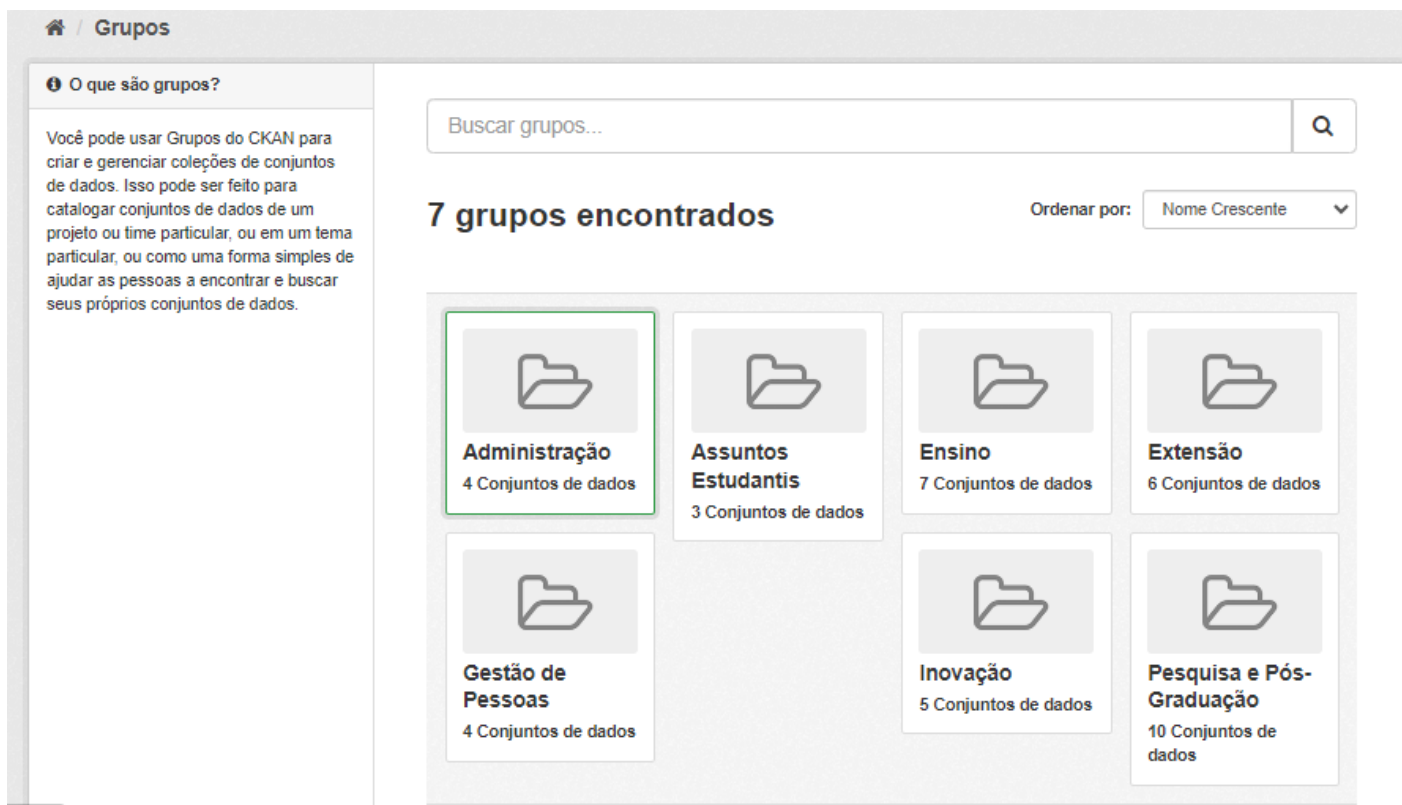 / Grupos
O que são grupos?
Você pode usar Grupos do CKAN para
criar e gerenciar coleções de conjuntos
de dados. Isso pode ser feito para
catalogar conjuntos de dados de um
projeto ou time particular, ou em um tema
particular, ou como uma forma simples de
ajudar as pessoas a encontrar e buscar
seus próprios conjuntos de dados.
Buscar grupos...
7 grupos encontrados
Ordenar por:
Nome Crescente
Administração
4 Conjuntos de dados
Assuntos
Estudantis
3 Conjuntos de dados
Ensino
7 Conjuntos de dados
Extensão
6 Conjuntos de dados
Gestão de
Pessoas
4 Conjuntos de dados
Inovação
5 Conjuntos de dados
Pesquisa e Pós-
Graduação
10 Conjuntos de
dados